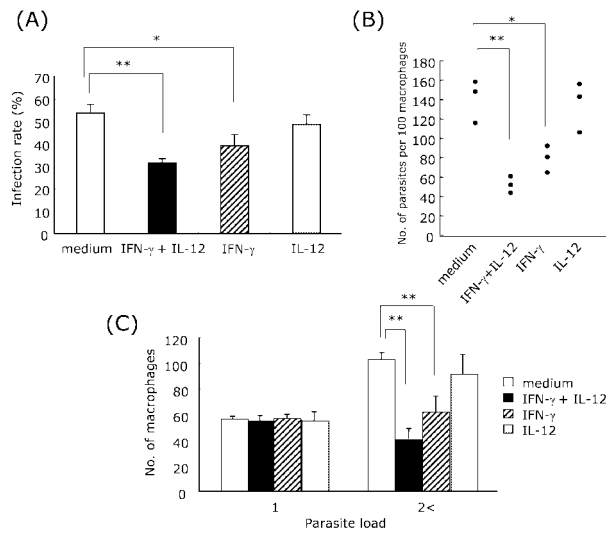 (A)
Infection rate (%)
70
60
50
40
30
20
10
0
*
**
medium IFN-γ + IL-12 IFN-γ IL-12
(B)
No. of parasites per 100 macrophages
180
160
140
120
100
80
60
40
20
0
*
**
medium
IFN-γ+IL-12
IFN-γ
IL-12
(C)
No. of macrophages
120
100
80
60
40
20
0
**
**
1 2<
Parasite load
medium
IFN-γ + IL-12
IFN-γ
IL-12